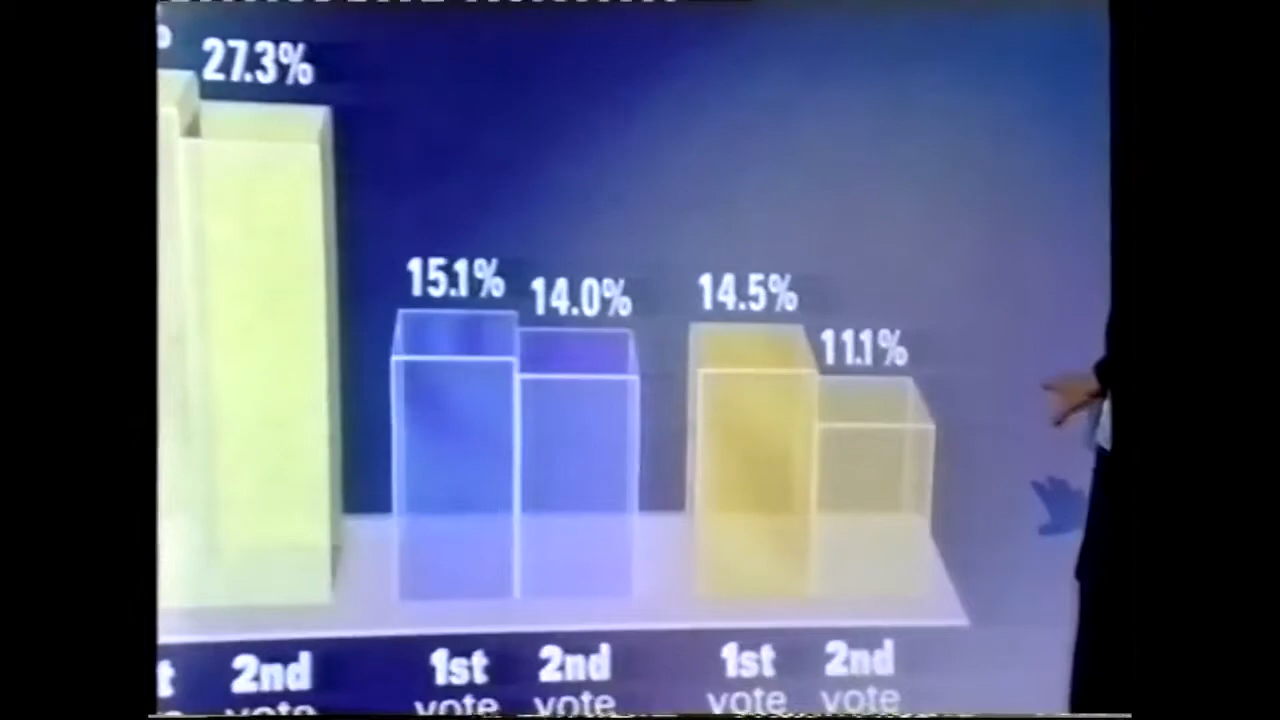 27.3%
15.1%
14.0%
14.5%
11.1%
2nd
vote
1st
vote
2nd
vote
1st
vote
2nd
vote